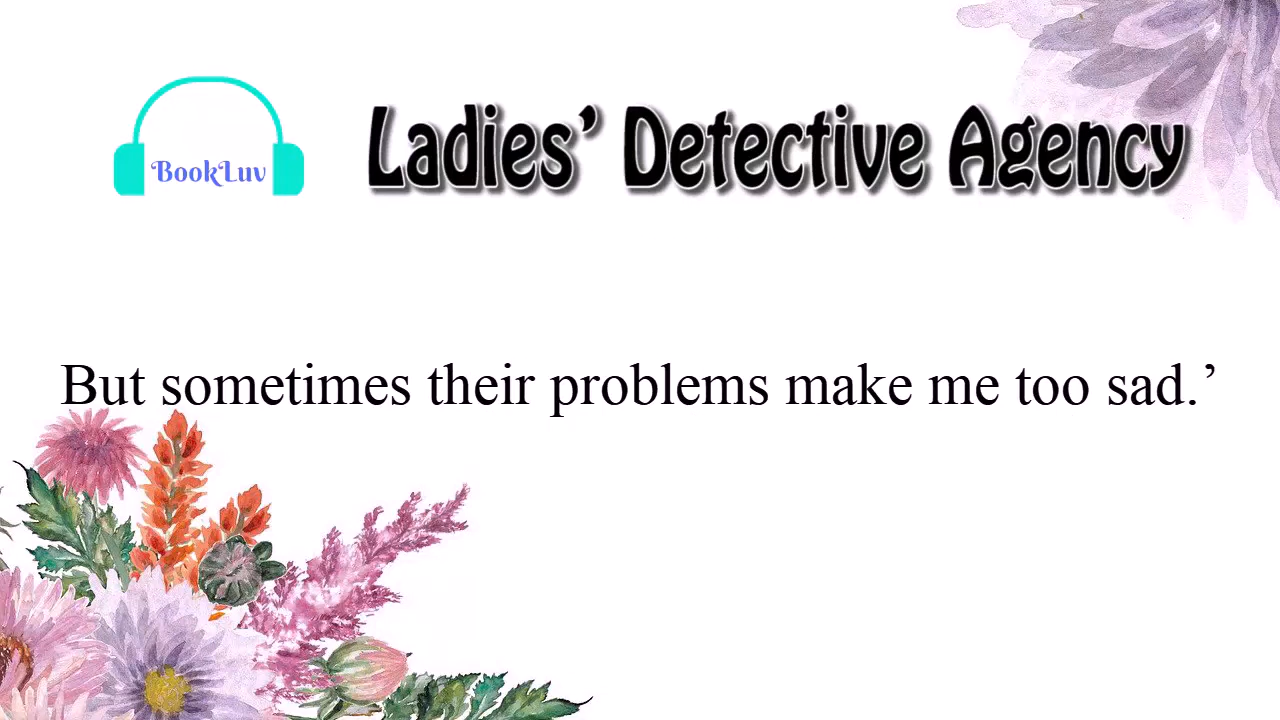 BookLuv
Ladies’ Detective Agency
But sometimes their problems make me too sad.’